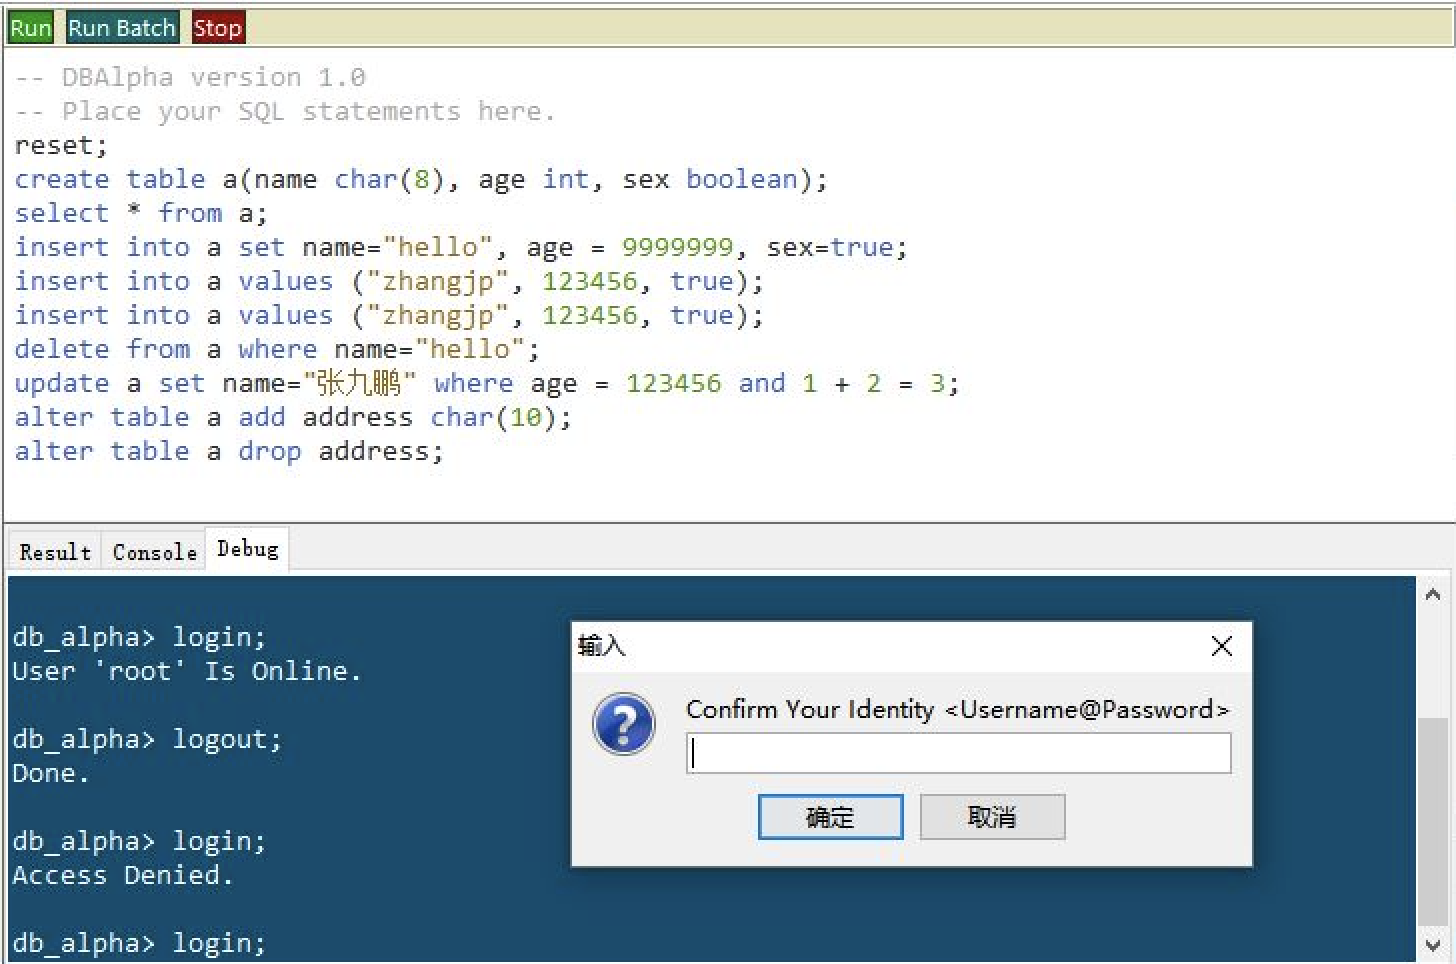 Run Run Batch Stop
-- DBAlpha version 1.0
-- Place your SQL statements here.
reset;
create table a(name char(8), age int, sex boolean);
select * from a;
insert into a set name="hello", age = 9999999, sex=true;
insert into a values ("zhangjp", 123456, true);
insert into a values ("zhangjp", 123456, true);
delete from a where name="hello";
update a set name="张九鹏" where age = 123456 and 1 + 2 = 3;
alter table a add address char(10);
alter table a drop address;
Result Console Debug
db_alpha> login;
User 'root' Is Online.
db_alpha> logout;
Done.
db_alpha> login;
Access Denied.
db_alpha> login;
输入
Confirm Your Identity <Username@Password>
确定 取消